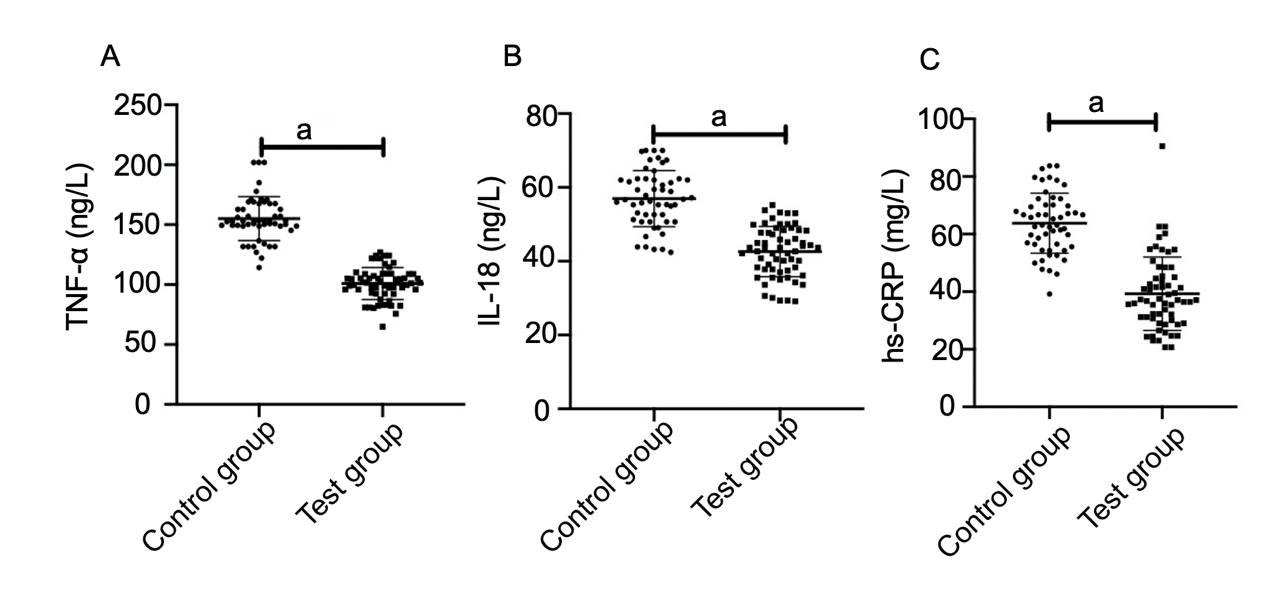 A
TNF-α (ng/L)
250
200
150
100
50
0
a
Control group
Test group
B
IL-18 (ng/L)
80
60
40
20
0
a
Control group
Test group
C
hs-CRP (mg/L)
100
80
60
40
20
0
a
Control group
Test group